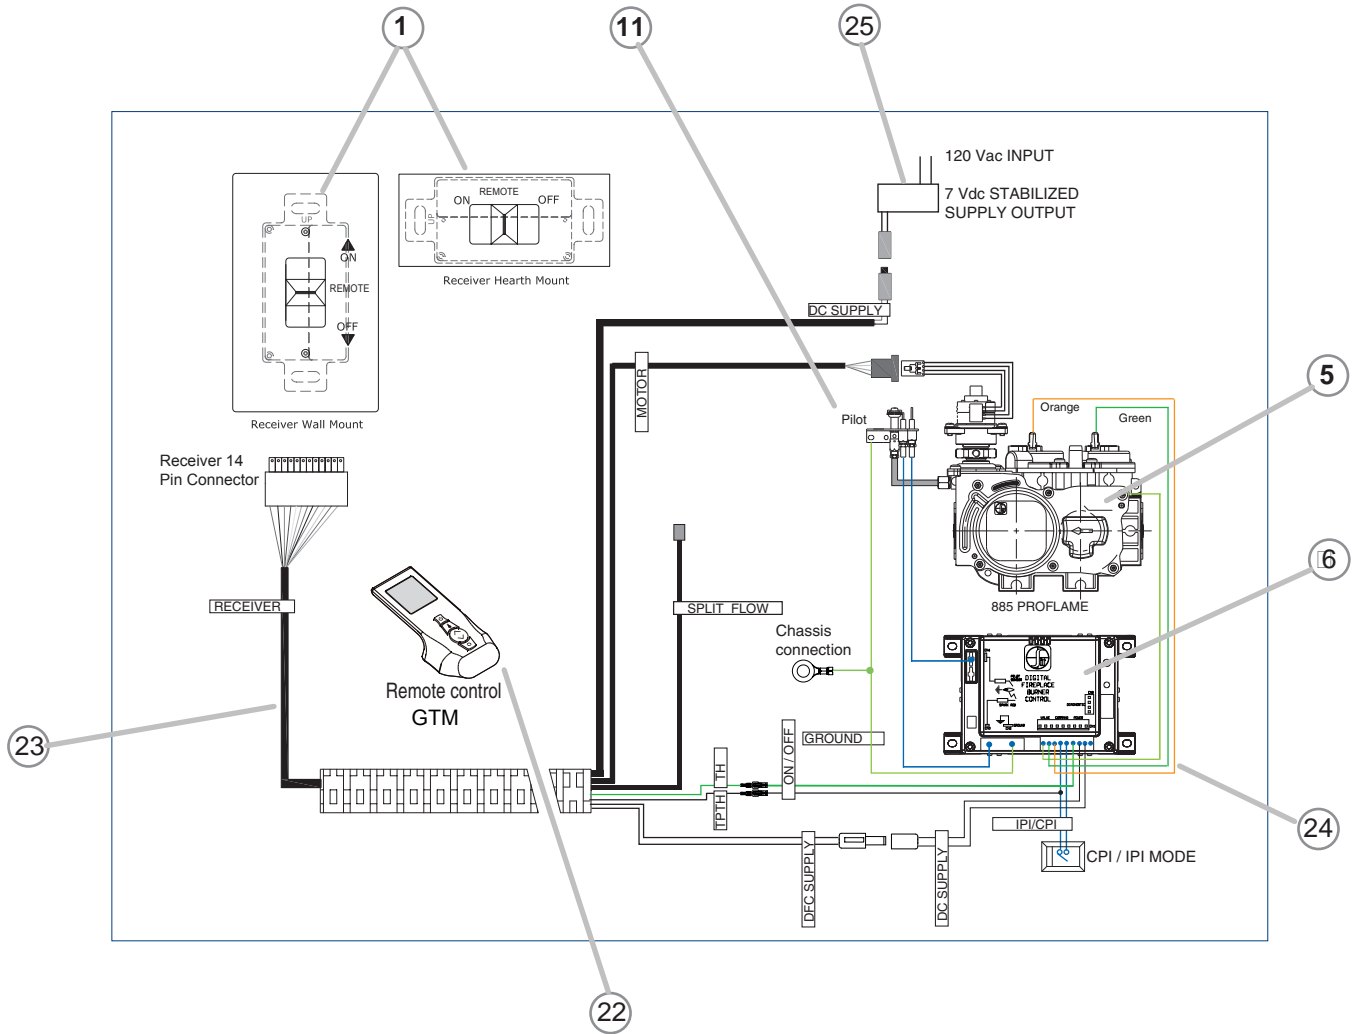 1
11
25
120 Vac INPUT
7 Vdc STABILIZED
SUPPLY OUTPUT
UP
ON
REMOTE
OFF
Receiver Wall Mount
REMOTE
ON
OFF
UP
Receiver Hearth Mount
DC SUPPLY
MOTOR
Pilot
Orange
Green
5
885 PROFLAME
6
Receiver 14
Pin Connector
RECEIVER
SPLIT FLOW
Chassis
connection
DIGITAL
FIREPLACE
BURNER
CONTROL
Remote control
GTM
23
TH
TPTH
ON / OFF
GROUND
DFC SUPPLY
DC SUPPLY
IPI/CPI
CPI / IPI MODE
24
22